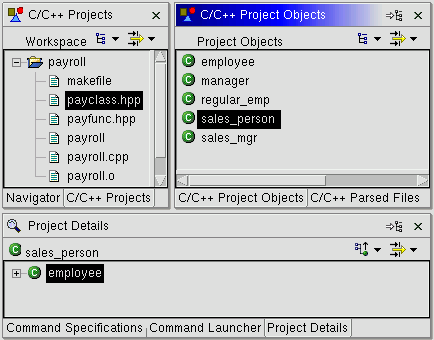 C/C++ Projects
Workspace
payroll
makefile
payclass.hpp
payfunc.hpp
payroll
payroll.cpp
payroll.o
Navigator C/C++ Projects
C/C++ Project Objects
Project Objects
employee
manager
regular_emp
sales_person
sales_mgr
C/C++ Project Objects C/C++ Parsed Files
Project Details
sales_person
employee
Command Specifications Command Launcher Project Details